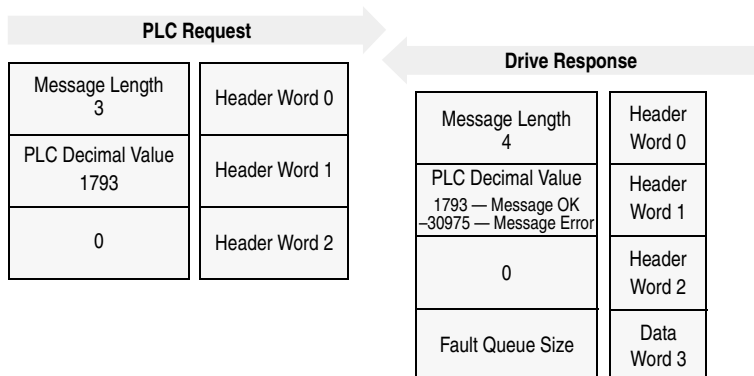 PLC Request
Message Length
3
Header Word 0
PLC Decimal Value
1793
Header Word 1
0
Header Word 2
Drive Response
Message Length
4
Header
Word 0
PLC Decimal Value
1793 — Message OK
–30975 — Message Error
Header
Word 1
0
Header
Word 2
Fault Queue Size
Data
Word 3